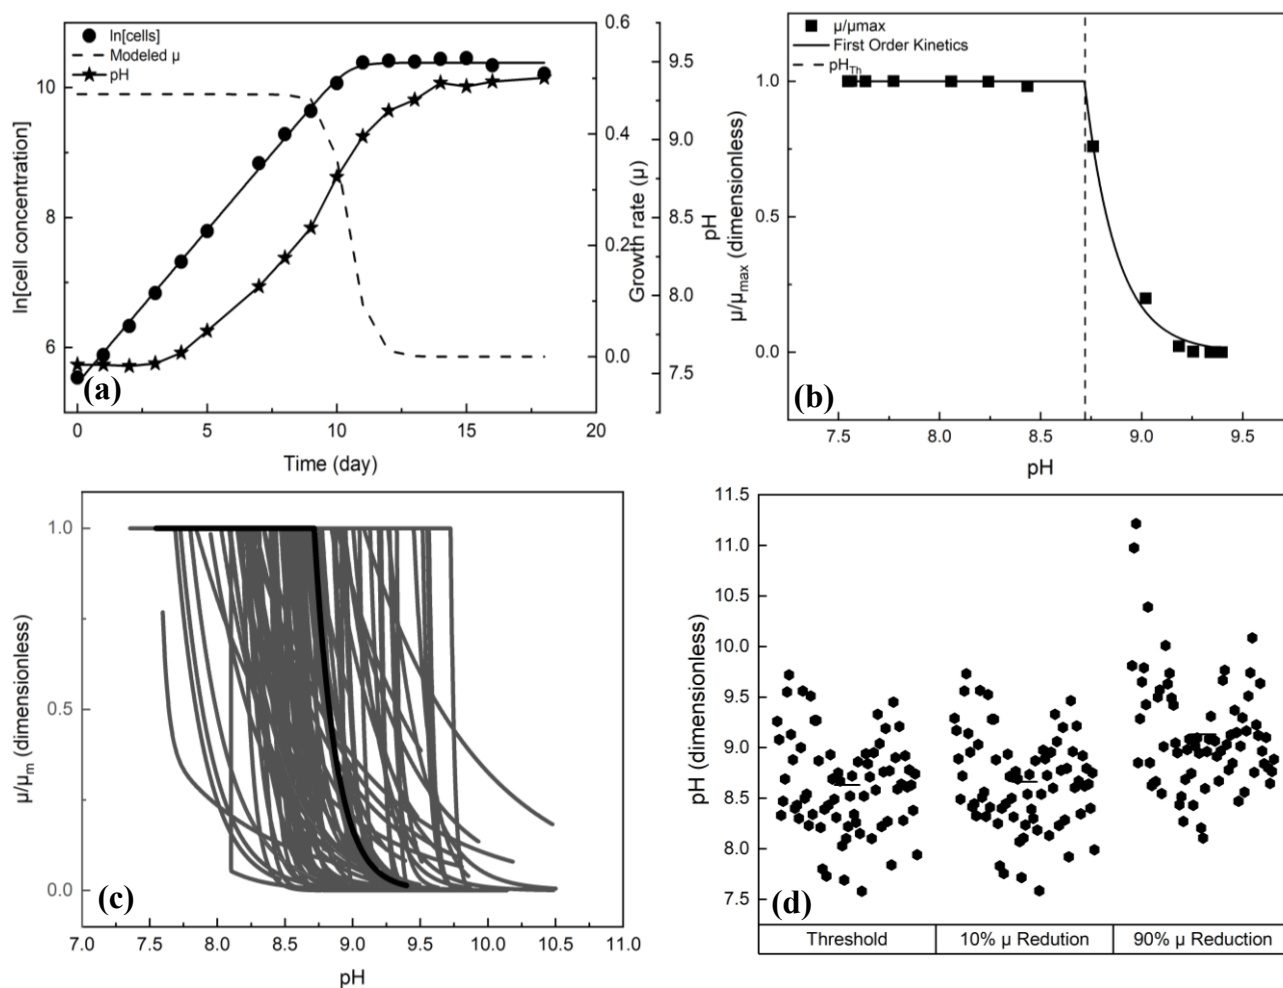 ln[cells]
Modeled μ
pH
10
8
6
ln[cell concentration]
0
5
10
15
20
Time (day)
0.6
0.4
0.2
0.0
Growth rate (μ)
9.5
9.0
8.5
8.0
7.5
pH
(a)
μ/μmax
First Order Kinetics
pH_Th
1.0
0.5
0.0
μ/μ_max (dimensionless)
7.5
8.0
8.5
9.0
9.5
pH
(b)
1.0
0.5
0.0
μ/μ_m (dimensionless)
7.0
7.5
8.0
8.5
9.0
9.5
10.0
10.5
11.0
pH
(c)
11.5
11.0
10.5
10.0
9.5
9.0
8.5
8.0
7.5
pH (dimensionless)
(d)
Threshold
10% μ Redution
90% μ Reduction